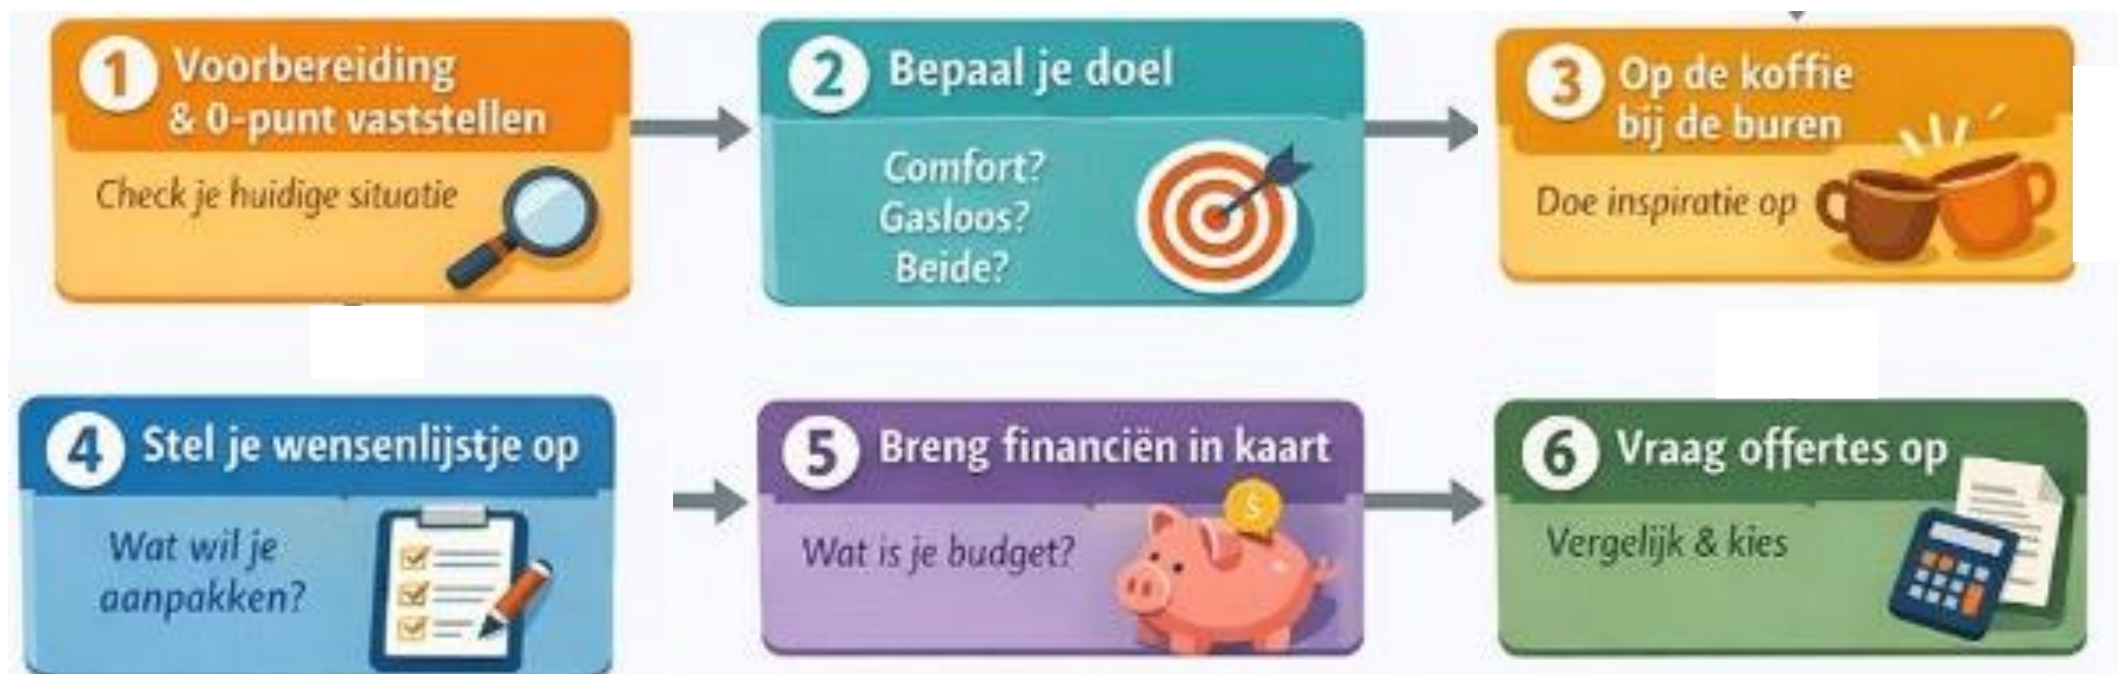 1
Voorbereiding
& 0-punt vaststellen
Check je huidige situatie
2
Bepaal je doel
Comfort?
Gasloos?
Beide?
3
Op de koffie
bij de buren
Doe inspiratie op
4
Stel je wensenlijstje op
Wat wil je
aanpakken?
5
Breng financiën in kaart
Wat is je budget?
$
6
Vraag offertes op
Vergelijk & kies